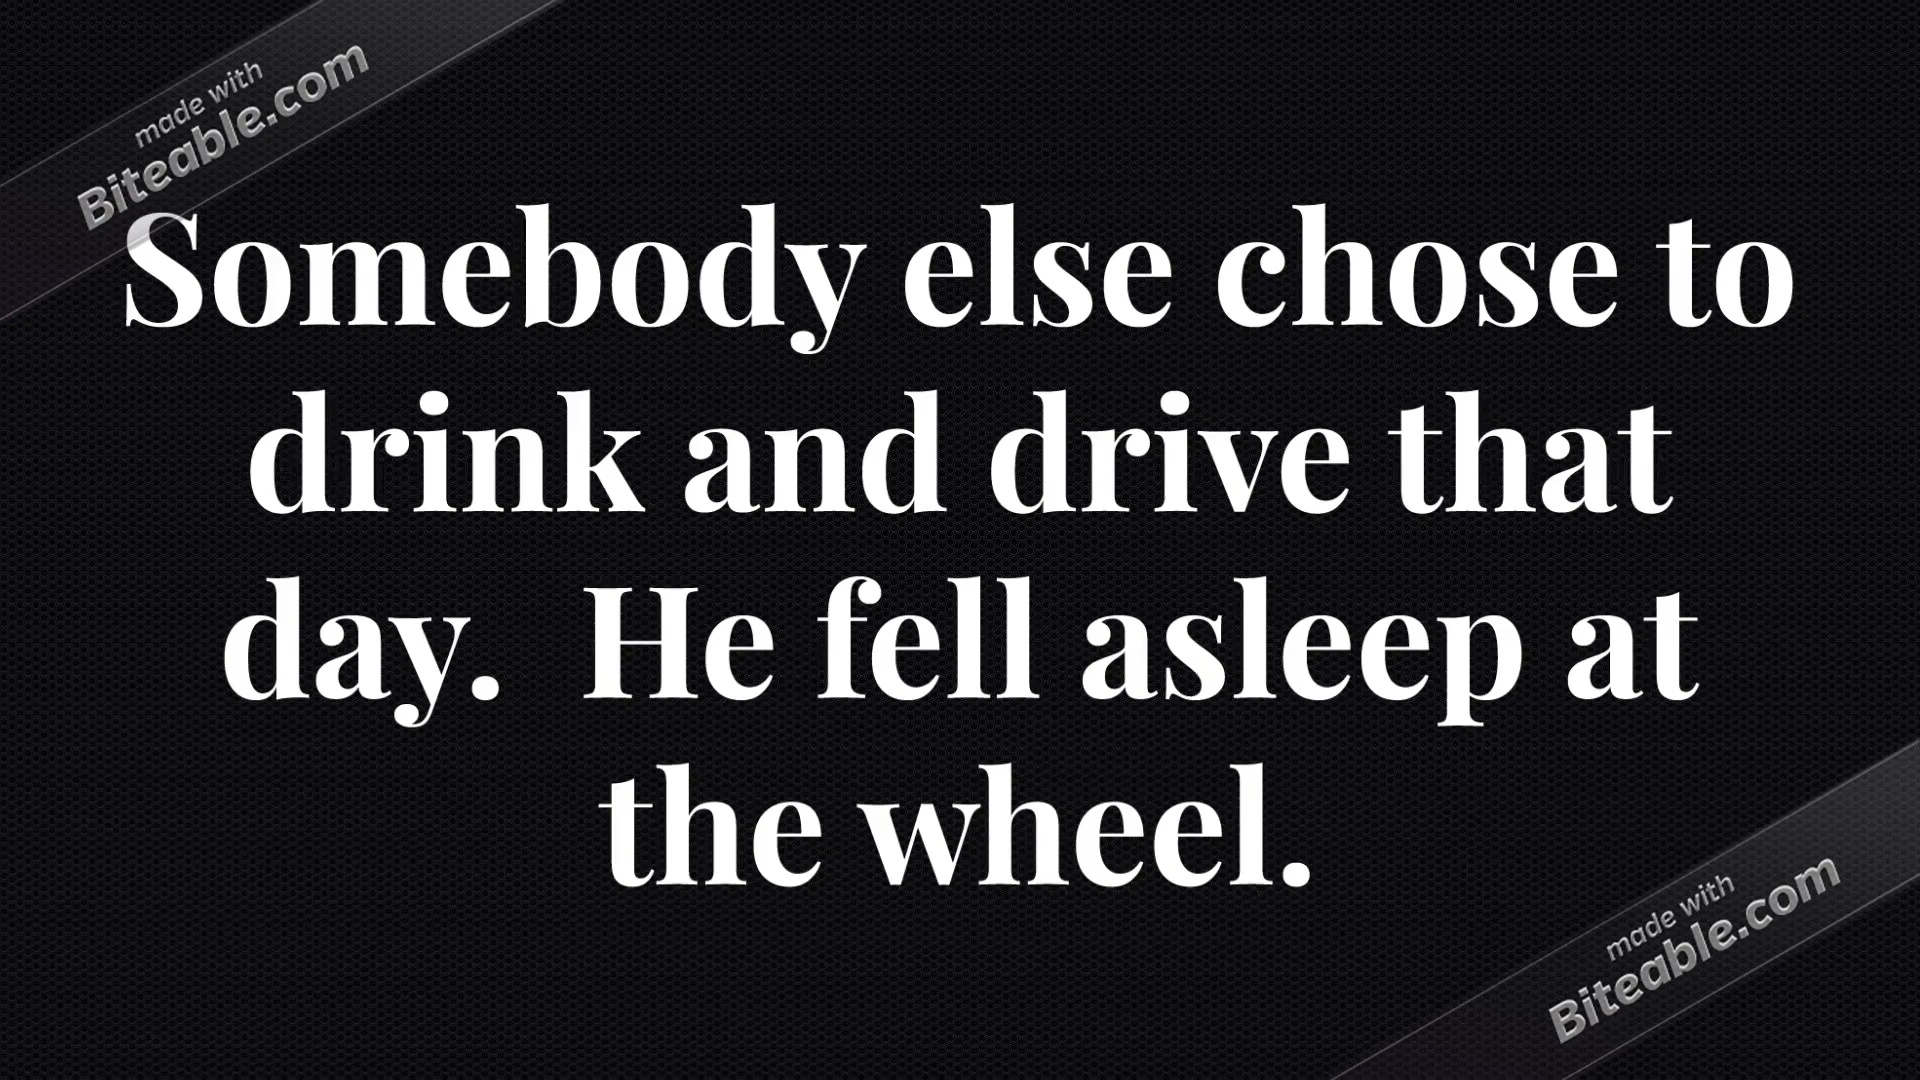 made with
Biteable.com
Somebody else chose to
drink and drive that
day.  He fell asleep at
the wheel.
made with
Biteable.com